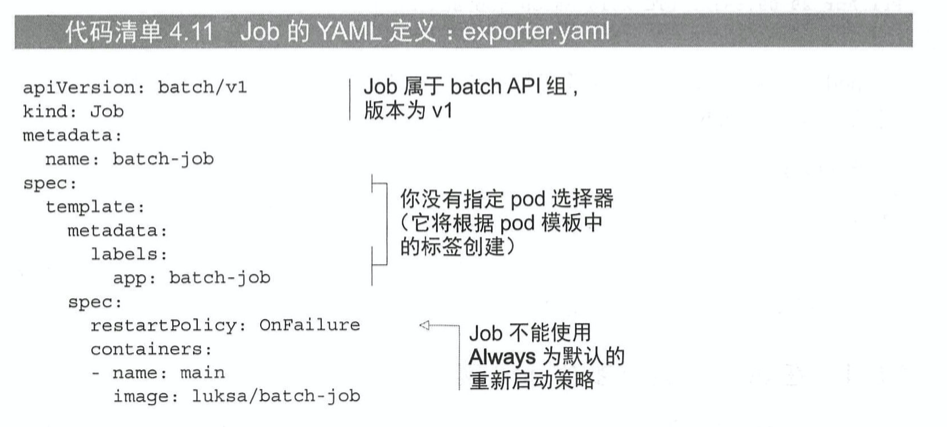 代码清单 4.11 Job 的 YAML 定义：exporter.yaml
apiVersion: batch/v1
kind: Job
metadata:
  name: batch-job
spec:
  template:
    metadata:
      labels:
        app: batch-job
    spec:
      restartPolicy: OnFailure
      containers:
      - name: main
        image: luksa/batch-job
Job 属于 batch API 组，
版本为 v1
你没有指定 pod 选择器
（它将根据 pod 模板中
的标签创建）
Job 不能使用
Always 为默认的
重新启动策略